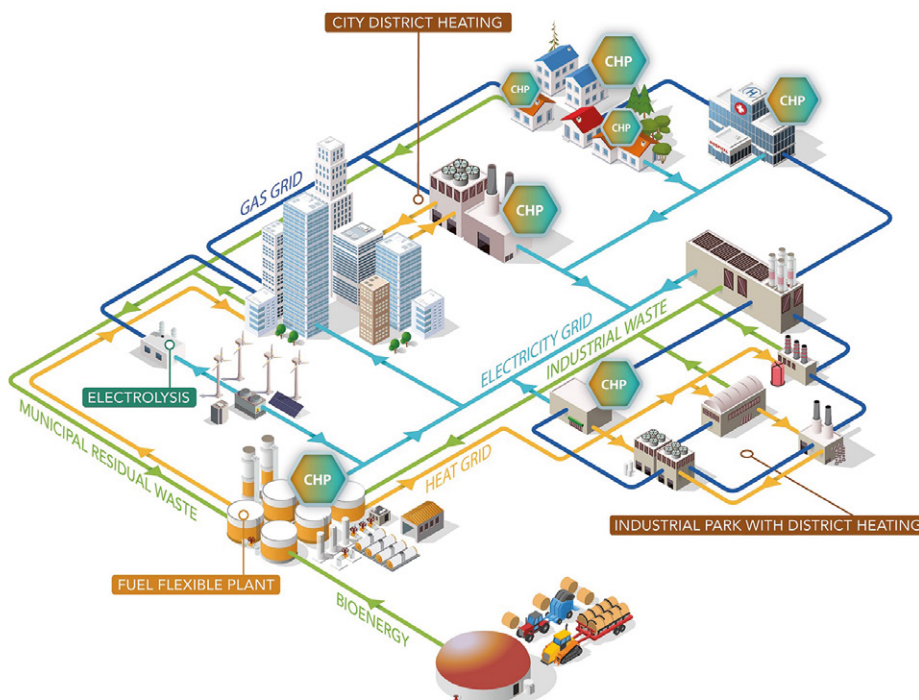 CITY DISTRICT HEATING
CHP
CHP
CHP
CHP
H
HOSPITAL
GAS GRID
CHP
ELECTRICITY GRID
INDUSTRIAL WASTE
ELECTROLYSIS
CHP
MUNICIPAL RESIDUAL WASTE
CHP
HEAT GRID
INDUSTRIAL PARK WITH DISTRICT HEATING
FUEL FLEXIBLE PLANT
BIOENERGY